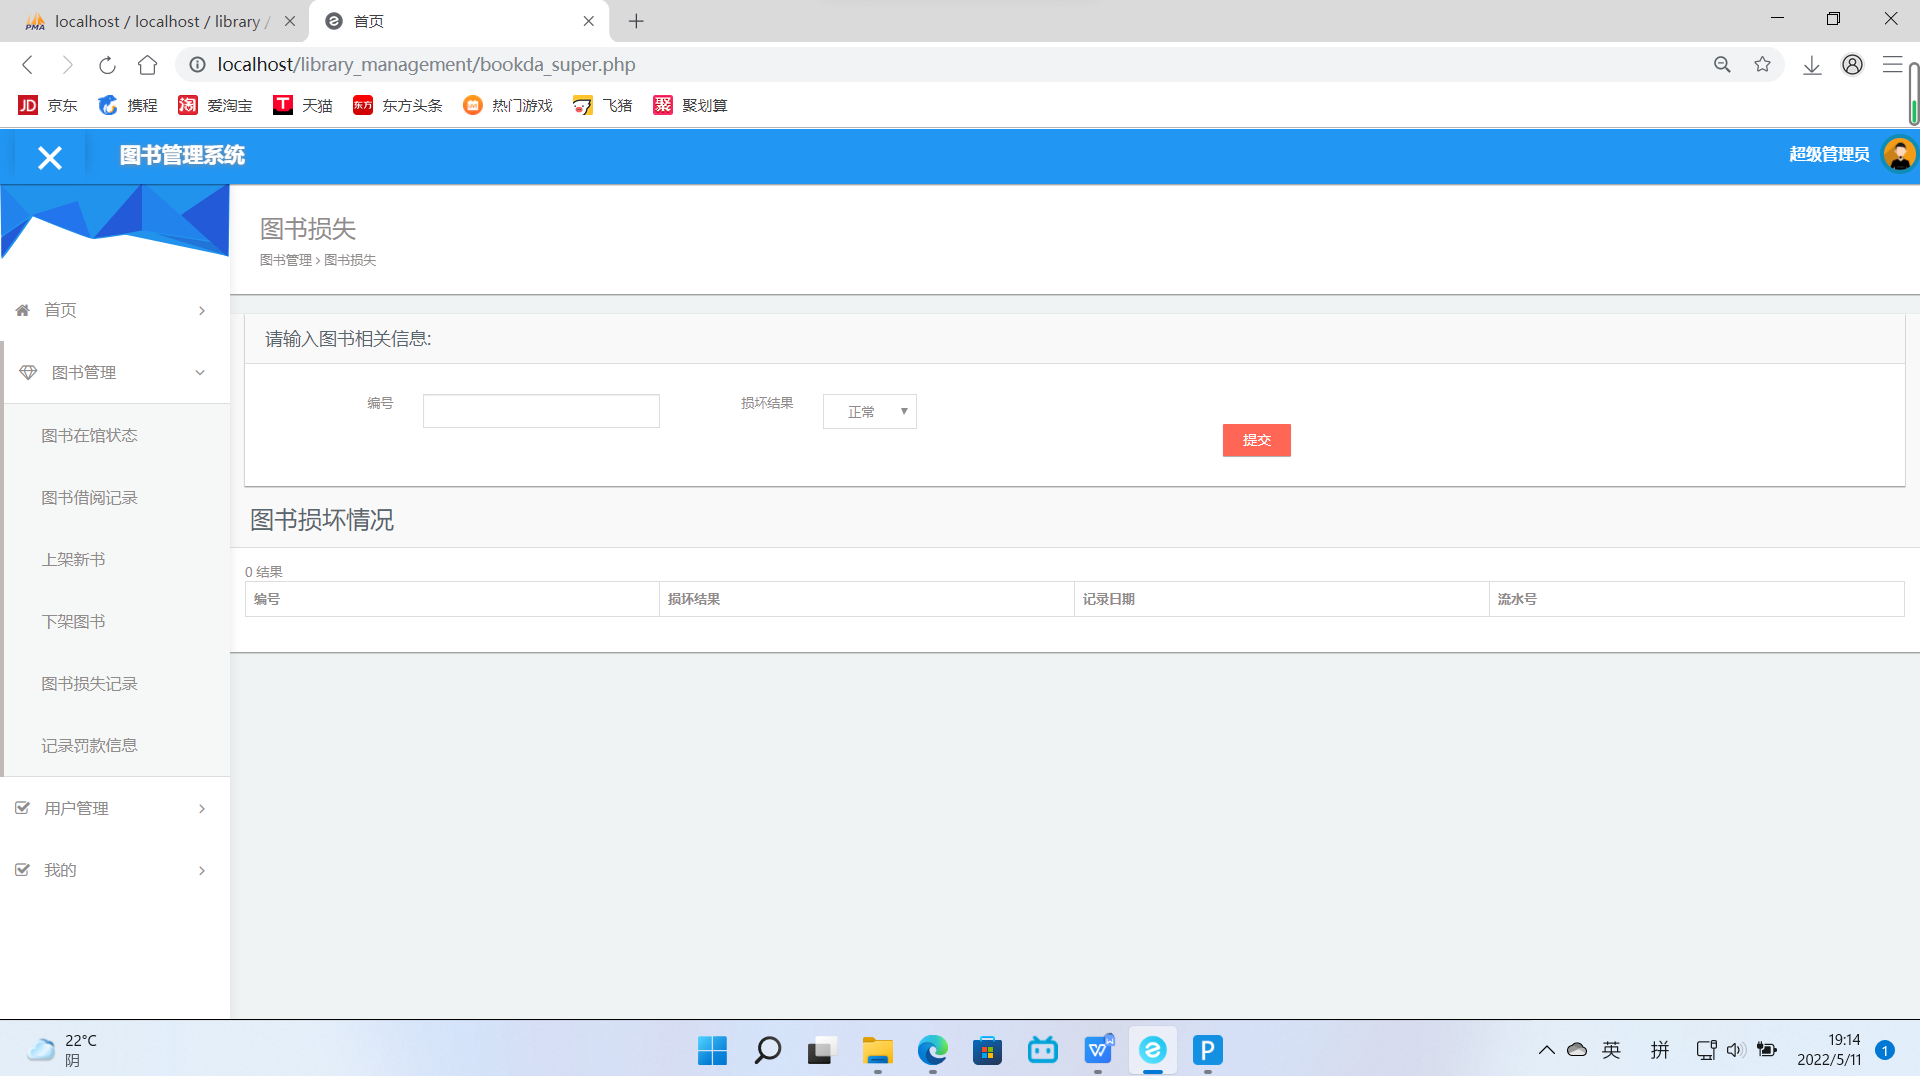 localhost / localhost / library /
首页
localhost/library_management/bookda_super.php
JD 京东 携程 淘 爱淘宝 T 天猫 东方 东方头条 热门游戏 飞猪 聚 聚划算
图书管理系统
超级管理员
图书损失
图书管理 > 图书损失
首页
图书管理
图书在馆状态
图书借阅记录
上架新书
下架图书
图书损失记录
记录罚款信息
用户管理
我的
请输入图书相关信息:
编号
损坏结果
正常
提交
图书损坏情况
0 结果
编号 损坏结果 记录日期 流水号
22°C
阴
英
拼
19:14
2022/5/11
1